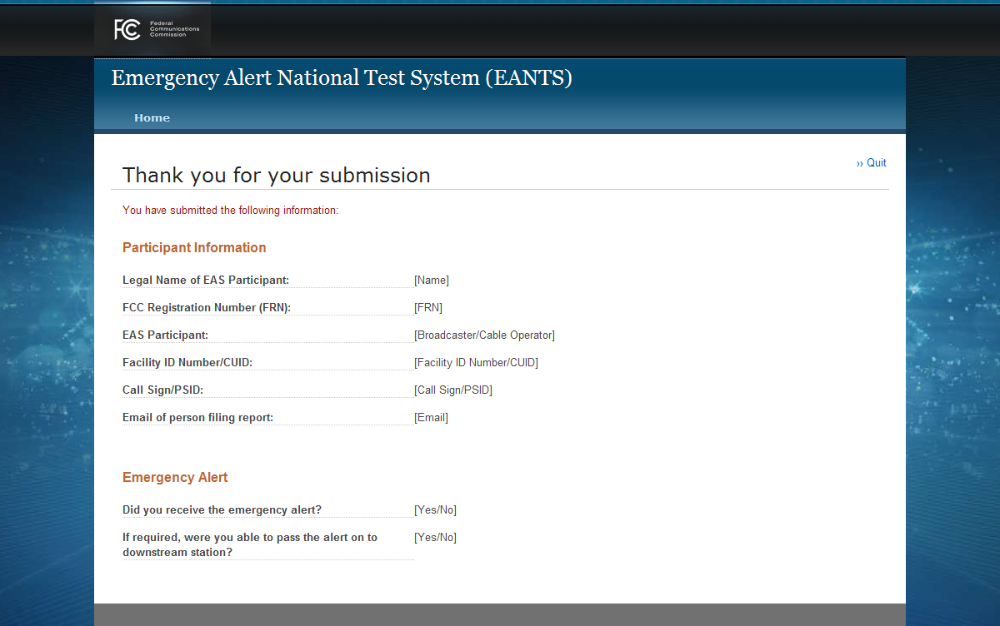 FCC
Federal
Communications
Commission
Emergency Alert National Test System (EANTS)
Home
›› Quit
Thank you for your submission
You have submitted the following information:
Participant Information
Legal Name of EAS Participant: [Name]
FCC Registration Number (FRN): [FRN]
EAS Participant: [Broadcaster/Cable Operator]
Facility ID Number/CUID: [Facility ID Number/CUID]
Call Sign/PSID: [Call Sign/PSID]
Email of person filing report: [Email]
Emergency Alert
Did you receive the emergency alert? [Yes/No]
If required, were you able to pass the alert on to [Yes/No]
downstream station?